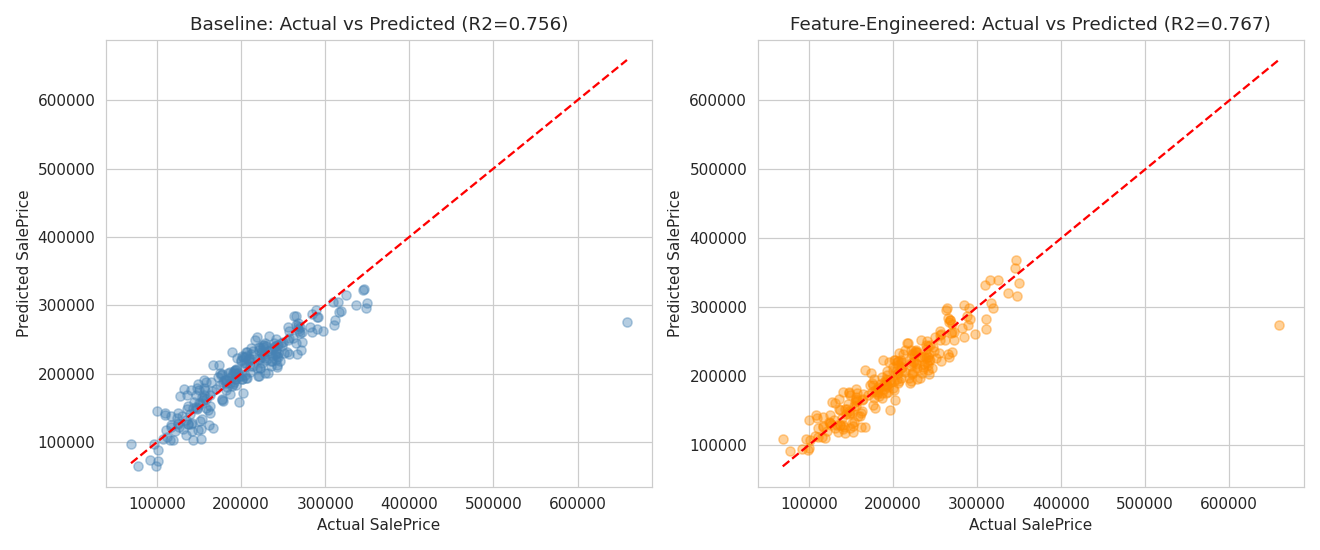 Baseline: Actual vs Predicted (R2=0.756)
600000
500000
400000
300000
200000
100000
Predicted SalePrice
100000 200000 300000 400000 500000 600000
Actual SalePrice
Feature-Engineered: Actual vs Predicted (R2=0.767)
600000
500000
400000
300000
200000
100000
Predicted SalePrice
100000 200000 300000 400000 500000 600000
Actual SalePrice